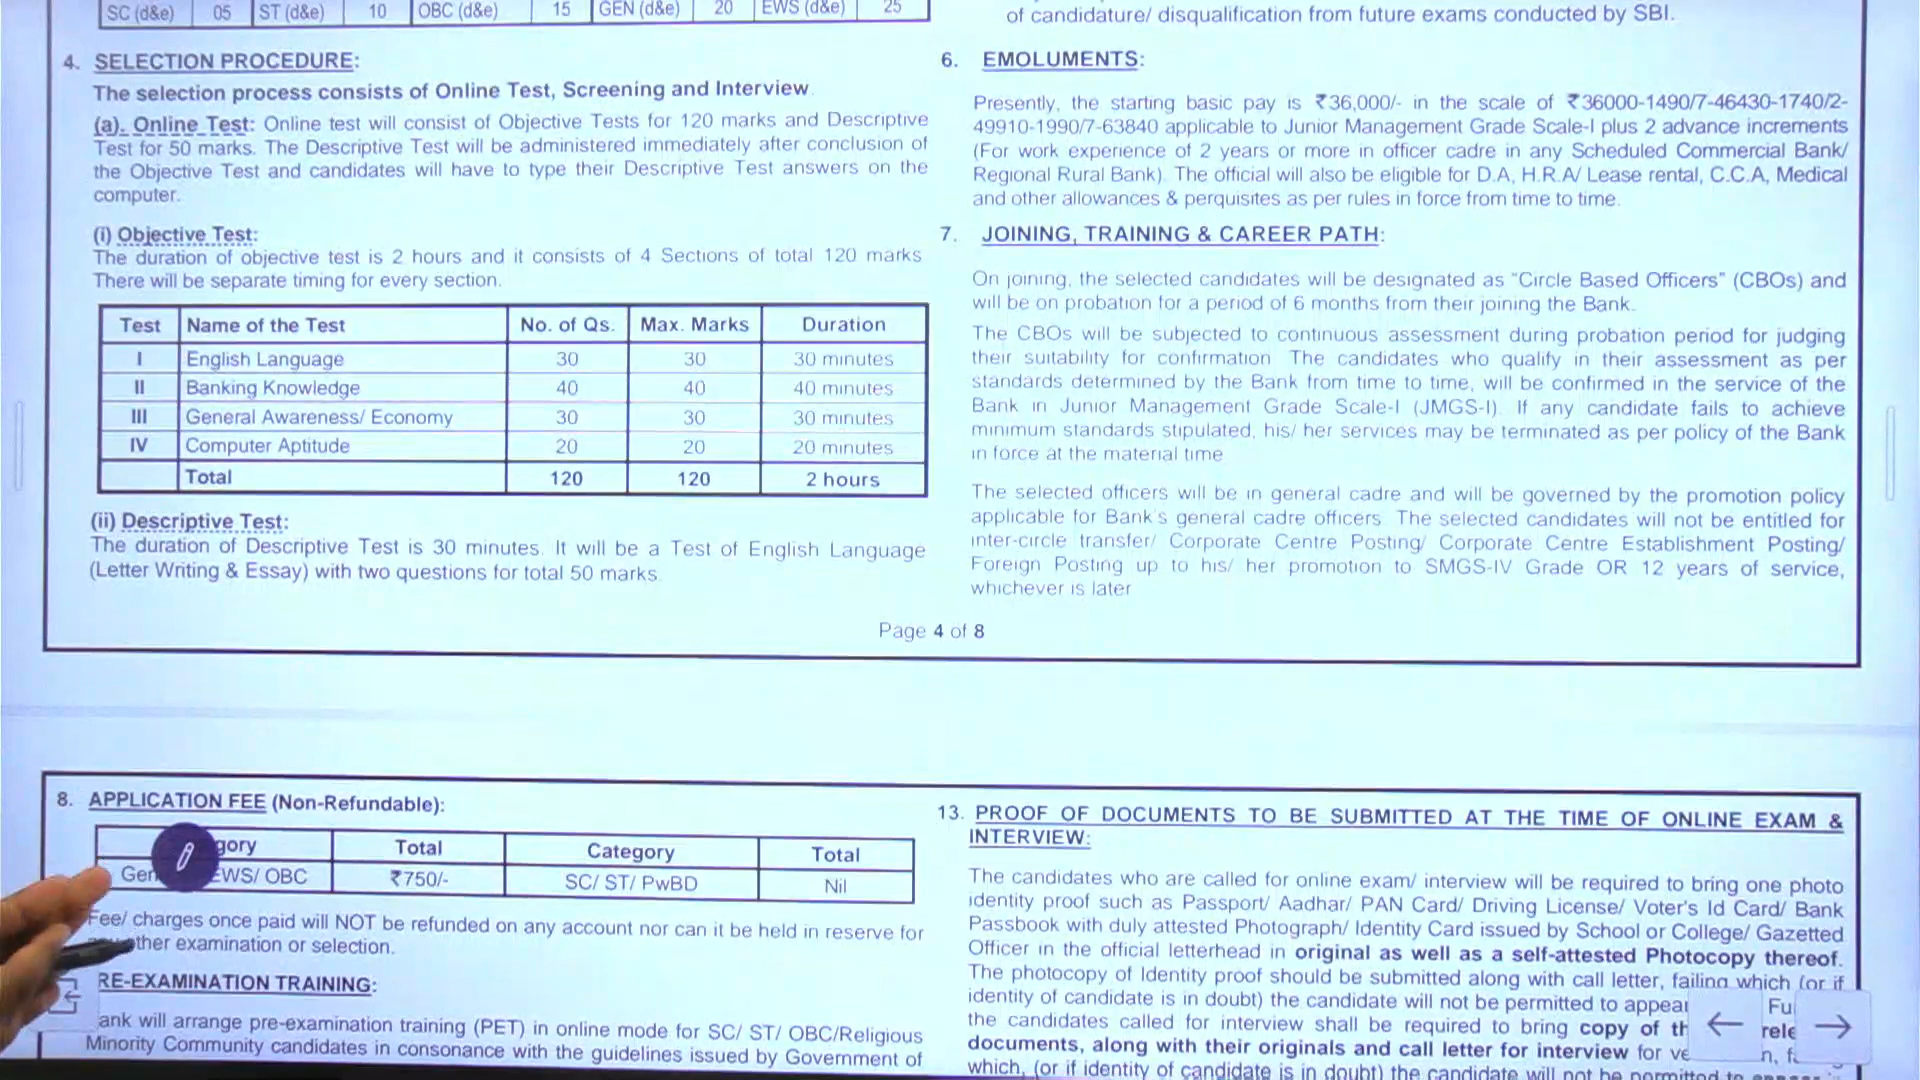 SC (d&e) 05 ST (d&e) 10 OBC (d&e) 15 GEN (d&e) 20 EWS (d&e) 25
4. SELECTION PROCEDURE:
The selection process consists of Online Test, Screening and Interview
(a). Online Test: Online test will consist of Objective Tests for 120 marks and Descriptive
Test for 50 marks. The Descriptive Test will be administered immediately after conclusion of
the Objective Test and candidates will have to type their Descriptive Test answers on the
computer.
(i) Objective Test:
The duration of objective test is 2 hours and it consists of 4 Sections of total 120 marks
There will be separate timing for every section.
Test Name of the Test No. of Qs. Max. Marks Duration
I English Language 30 30 30 minutes
II Banking Knowledge 40 40 40 minutes
III General Awareness/ Economy 30 30 30 minutes
IV Computer Aptitude 20 20 20 minutes
Total 120 120 2 hours
(ii) Descriptive Test:
The duration of Descriptive Test is 30 minutes. It will be a Test of English Language
(Letter Writing & Essay) with two questions for total 50 marks
of candidature/ disqualification from future exams conducted by SBI.
6. EMOLUMENTS:
Presently, the starting basic pay is ₹36,000/- in the scale of ₹36000-1490/7-46430-1740/2-
49910-1990/7-63840 applicable to Junior Management Grade Scale-I plus 2 advance increments
(For work experience of 2 years or more in officer cadre in any Scheduled Commercial Bank/
Regional Rural Bank). The official will also be eligible for D.A, H.R.A/ Lease rental, C.C.A, Medical
and other allowances & perquisites as per rules in force from time to time.
7. JOINING, TRAINING & CAREER PATH:
On joining, the selected candidates will be designated as "Circle Based Officers" (CBOs) and
will be on probation for a period of 6 months from their joining the Bank.
The CBOs will be subjected to continuous assessment during probation period for judging
their suitability for confirmation The candidates who qualify in their assessment as per
standards determined by the Bank from time to time, will be confirmed in the service of the
Bank in Junior Management Grade Scale-I (JMGS-I). If any candidate fails to achieve
minimum standards stipulated, his/ her services may be terminated as per policy of the Bank
in force at the material time
The selected officers will be in general cadre and will be governed by the promotion policy
applicable for Bank's general cadre officers The selected candidates will not be entitled for
inter-circle transfer/ Corporate Centre Posting/ Corporate Centre Establishment Posting/
Foreign Posting up to his/ her promotion to SMGS-IV Grade OR 12 years of service,
whichever is later
Page 4 of 8
8. APPLICATION FEE (Non-Refundable):
gory Total Category Total
Gen EWS/ OBC ₹750/- SC/ ST/ PwBD Nil
Fee/ charges once paid will NOT be refunded on any account nor can it be held in reserve for
other examination or selection.
RE-EXAMINATION TRAINING:
ank will arrange pre-examination training (PET) in online mode for SC/ ST/ OBC/Religious
Minority Community candidates in consonance with the guidelines issued by Government of
13. PROOF OF DOCUMENTS TO BE SUBMITTED AT THE TIME OF ONLINE EXAM &
INTERVIEW:
The candidates who are called for online exam/ interview will be required to bring one photo
identity proof such as Passport/ Aadhar/ PAN Card/ Driving License/ Voter's Id Card/ Bank
Passbook with duly attested Photograph/ Identity Card issued by School or College/ Gazetted
Officer in the official letterhead in original as well as a self-attested Photocopy thereof.
The photocopy of Identity proof should be submitted along with call letter, failing which (or if
identity of candidate is in doubt) the candidate will not be permitted to appear Fu
the candidates called for interview shall be required to bring copy of th rele
documents, along with their originals and call letter for interview for ve n, f
which, (or if identity of candidate is in doubt) the candidate will not be permitted to